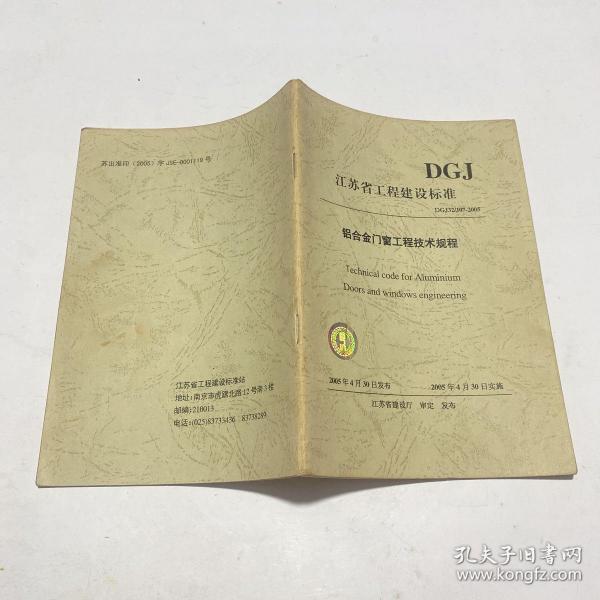 苏出准印（2005）字 JSE-0001119号
江苏省工程建设标准站
地址:南京市虎踞北路12号第3楼
邮编:210013
电话:(025)83733436 83738289
DGJ
江苏省工程建设标准
DGJ32/J07-2005
铝合金门窗工程技术规程
Technical code for Aluminium
Doors and windows engineering
2005年4月30日发布 2005年4月30日实施
江苏省建设厅 审定 发布
孔夫子旧书网
www.kongfz.com